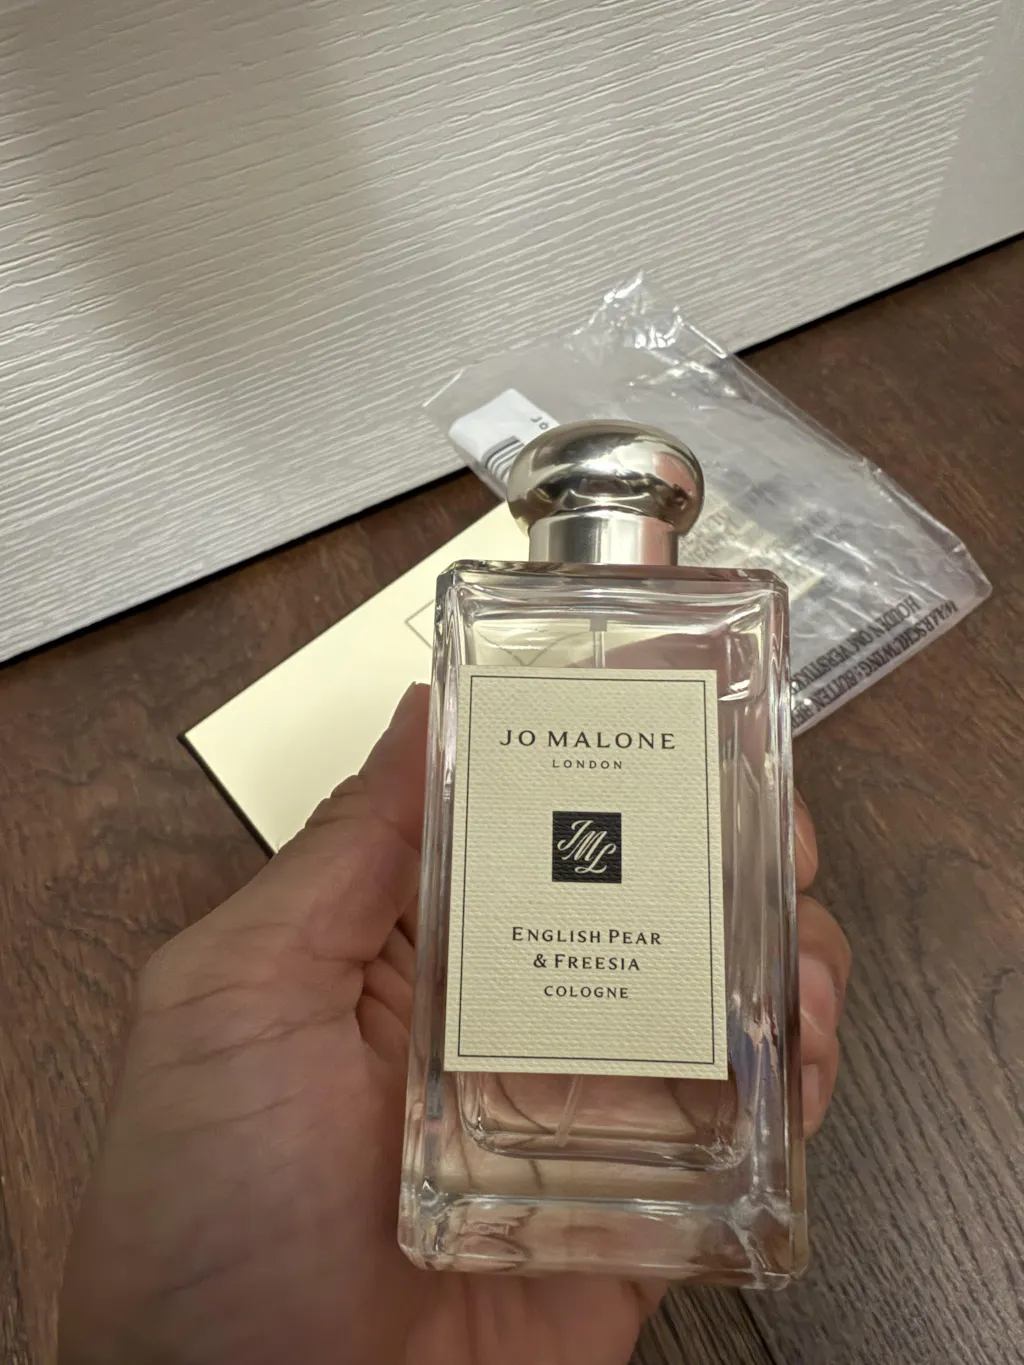 JO MALONE
LONDON
JML
ENGLISH PEAR
& FREESIA
COLOGNE